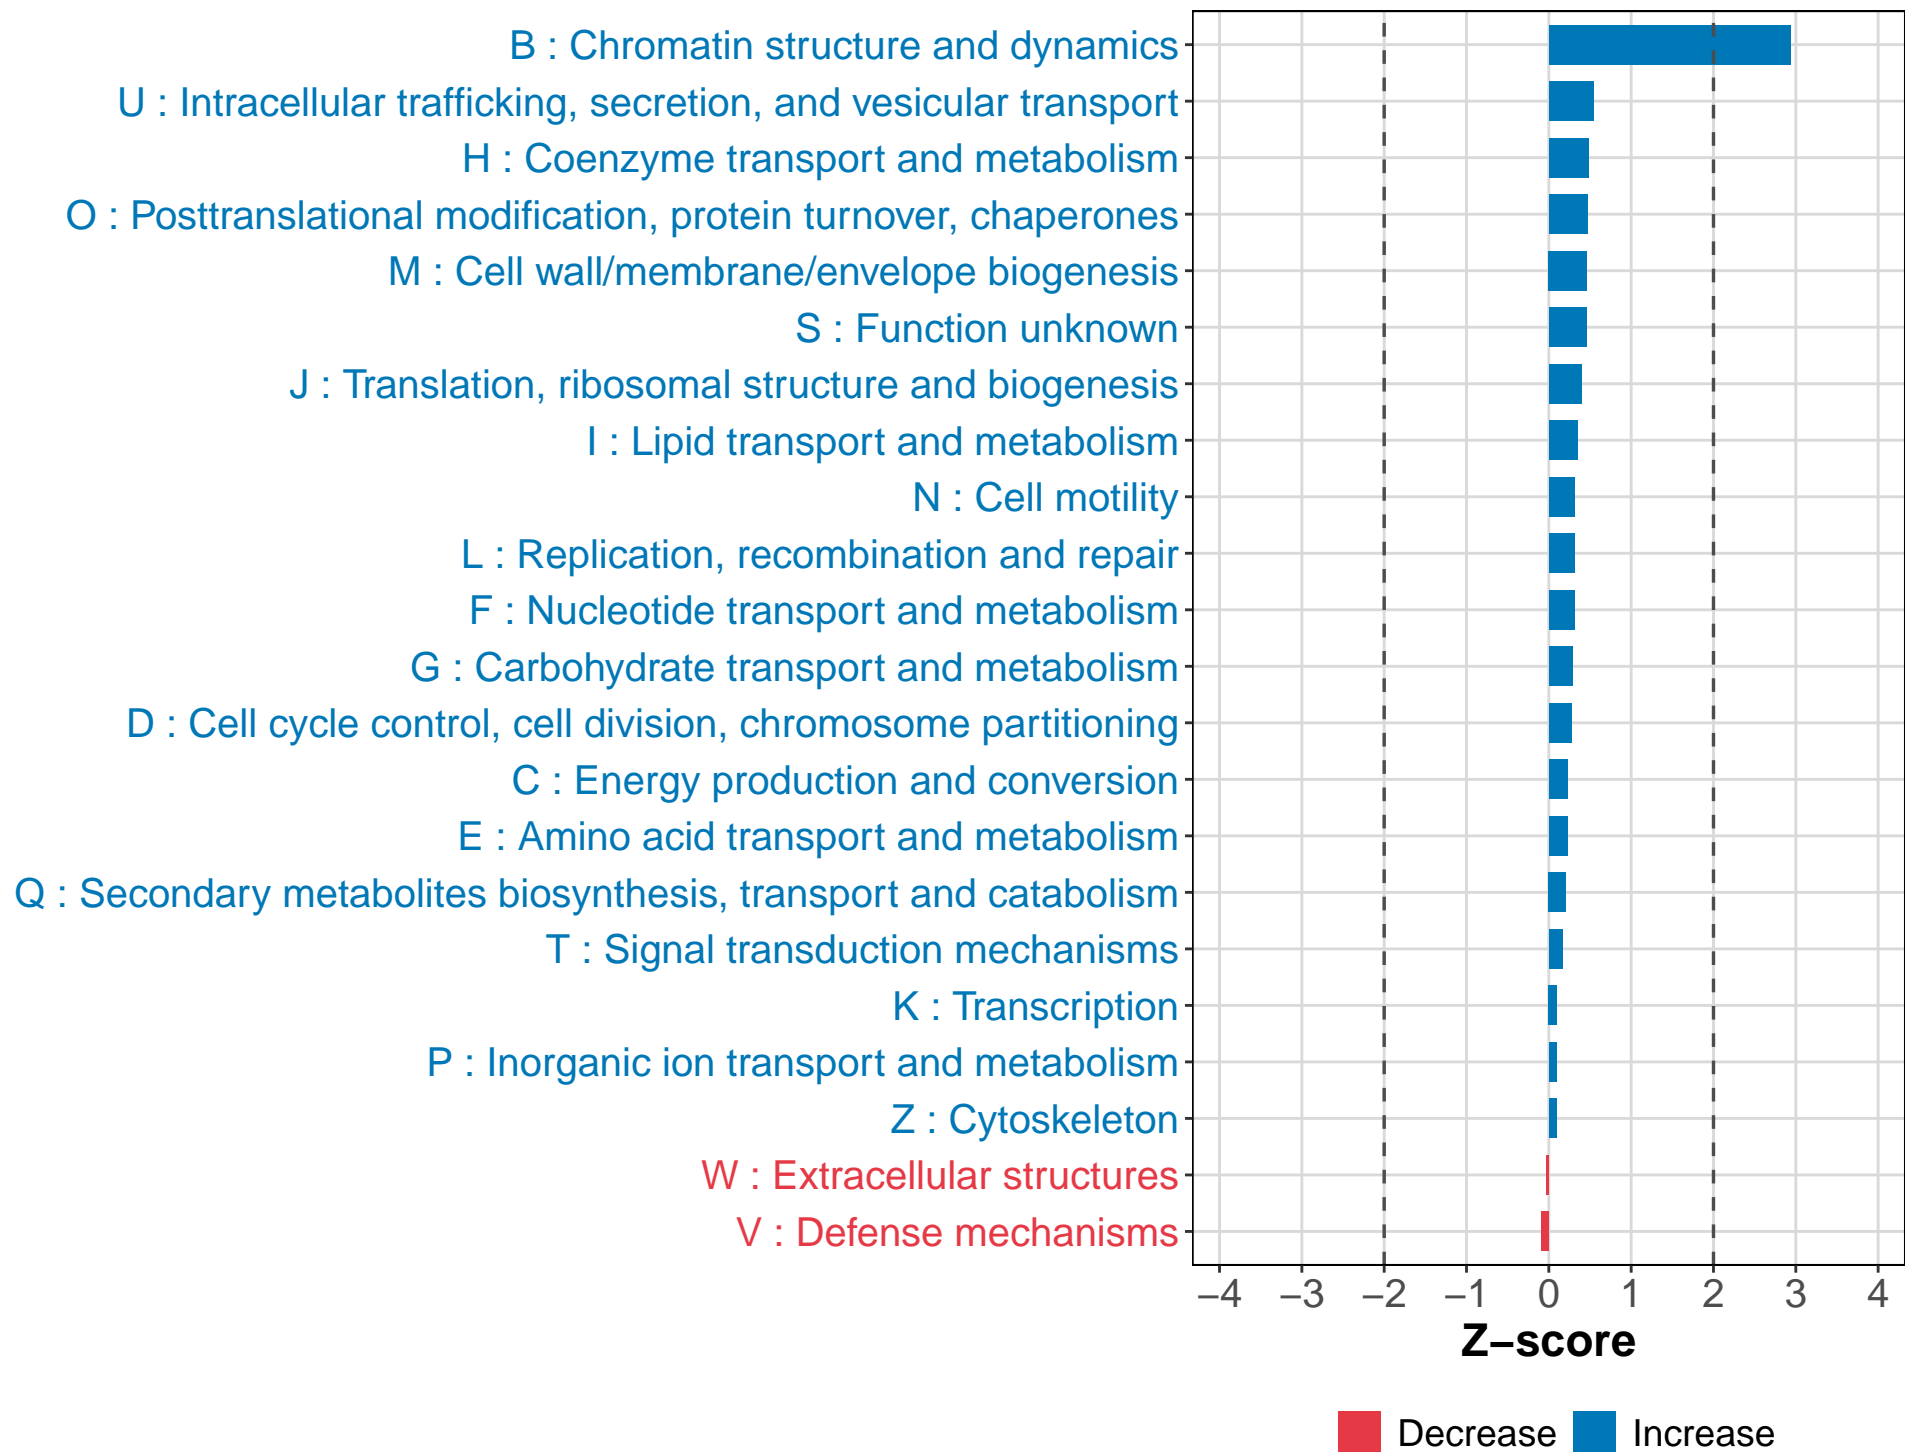 B : Chromatin structure and dynamics
U : Intracellular trafficking, secretion, and vesicular transport
H : Coenzyme transport and metabolism
O : Posttranslational modification, protein turnover, chaperones
M : Cell wall/membrane/envelope biogenesis
S : Function unknown
J : Translation, ribosomal structure and biogenesis
I : Lipid transport and metabolism
N : Cell motility
L : Replication, recombination and repair
F : Nucleotide transport and metabolism
G : Carbohydrate transport and metabolism
D : Cell cycle control, cell division, chromosome partitioning
C : Energy production and conversion
E : Amino acid transport and metabolism
Q : Secondary metabolites biosynthesis, transport and catabolism
T : Signal transduction mechanisms
K : Transcription
P : Inorganic ion transport and metabolism
Z : Cytoskeleton
W : Extracellular structures
V : Defense mechanisms
−4 −3 −2 −1 0 1 2 3 4
Z−score
Decrease Increase